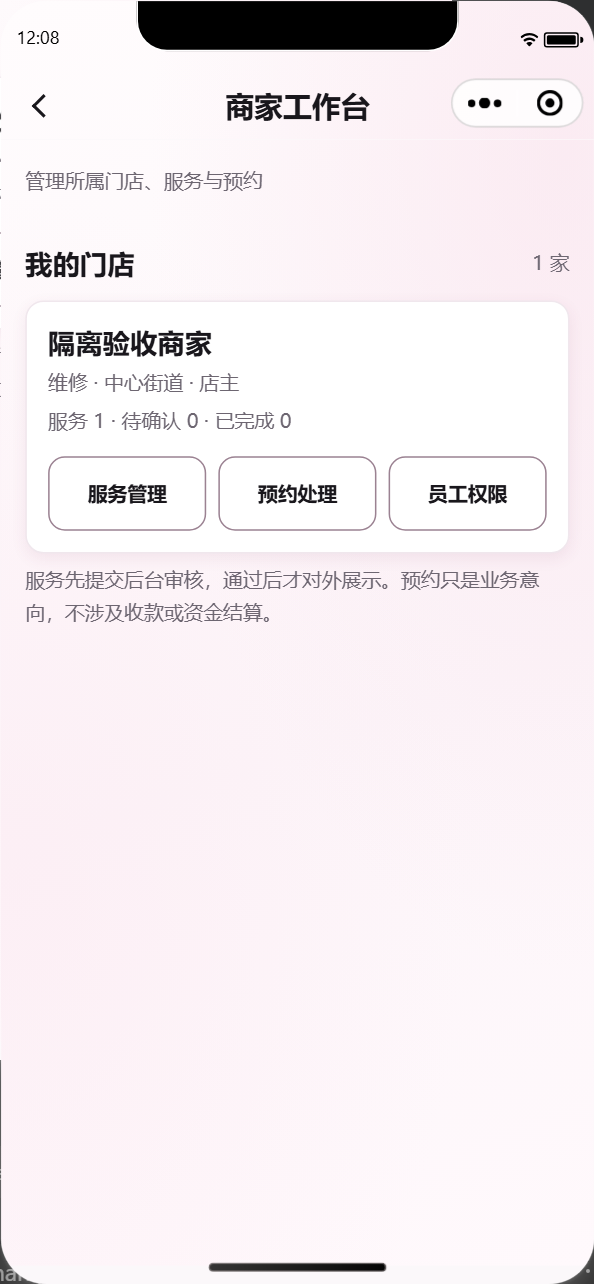 12:08
商家工作台
管理所属门店、服务与预约
我的门店
1 家
隔离验收商家
维修 · 中心街道 · 店主
服务 1 · 待确认 0 · 已完成 0
服务管理
预约处理
员工权限
服务先提交后台审核，通过后才对外展示。预约只是业务意
向，不涉及收款或资金结算。